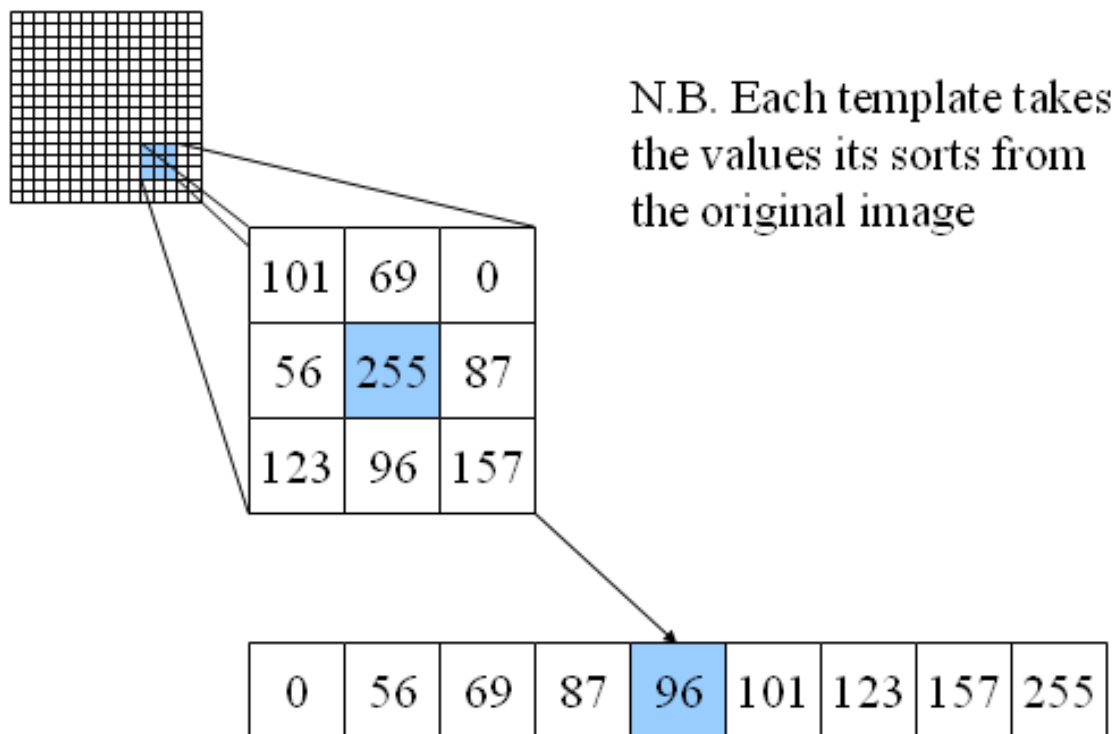 N.B. Each template takes
the values its sorts from
the original image
101 69 0
56 255 87
123 96 157
0 56 69 87 96 101 123 157 255